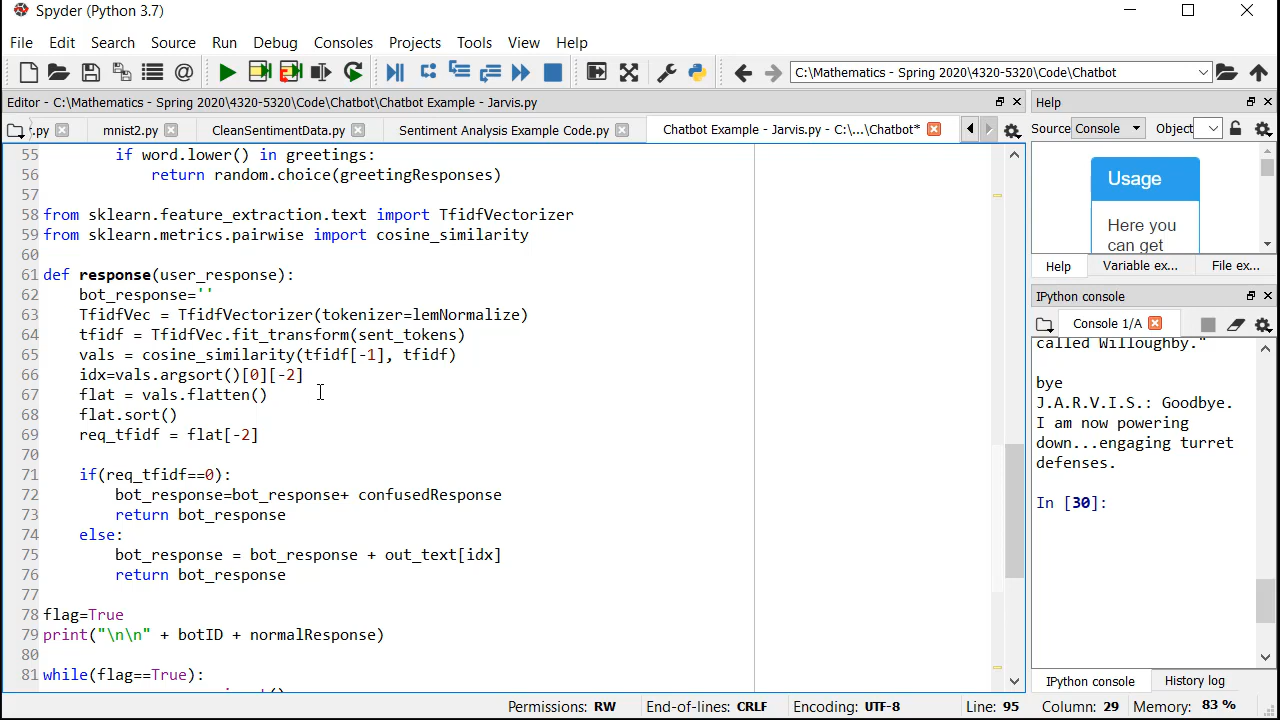 Spyder (Python 3.7)
File Edit Search Source Run Debug Consoles Projects Tools View Help
C:\Mathematics - Spring 2020\4320-5320\Code\Chatbot
Editor - C:\Mathematics - Spring 2020\4320-5320\Code\Chatbot\Chatbot Example - Jarvis.py
r.py mnist2.py CleanSentimentData.py Sentiment Analysis Example Code.py Chatbot Example - Jarvis.py - C:\...\Chatbot*
55 if word.lower() in greetings:
56 return random.choice(greetingResponses)
57
58 from sklearn.feature_extraction.text import TfidfVectorizer
59 from sklearn.metrics.pairwise import cosine_similarity
60
61 def response(user_response):
62 bot_response=''
63 TfidfVec = TfidfVectorizer(tokenizer=lemNormalize)
64 tfidf = TfidfVec.fit_transform(sent_tokens)
65 vals = cosine_similarity(tfidf[-1], tfidf)
66 idx=vals.argsort()[0][-2]
67 flat = vals.flatten()
68 flat.sort()
69 req_tfidf = flat[-2]
70
71 if(req_tfidf==0):
72 bot_response=bot_response+ confusedResponse
73 return bot_response
74 else:
75 bot_response = bot_response + out_text[idx]
76 return bot_response
77
78 flag=True
79 print("\n\n" + botID + normalResponse)
80
81 while(flag==True):
Help
Source Console Object
Usage
Here you
can get
Help Variable ex... File ex...
IPython console
Console 1/A
called Willoughby."
bye
J.A.R.V.I.S.: Goodbye.
I am now powering
down...engaging turret
defenses.
In [30]:
IPython console History log
Permissions: RW End-of-lines: CRLF Encoding: UTF-8 Line: 95 Column: 29 Memory: 83 %